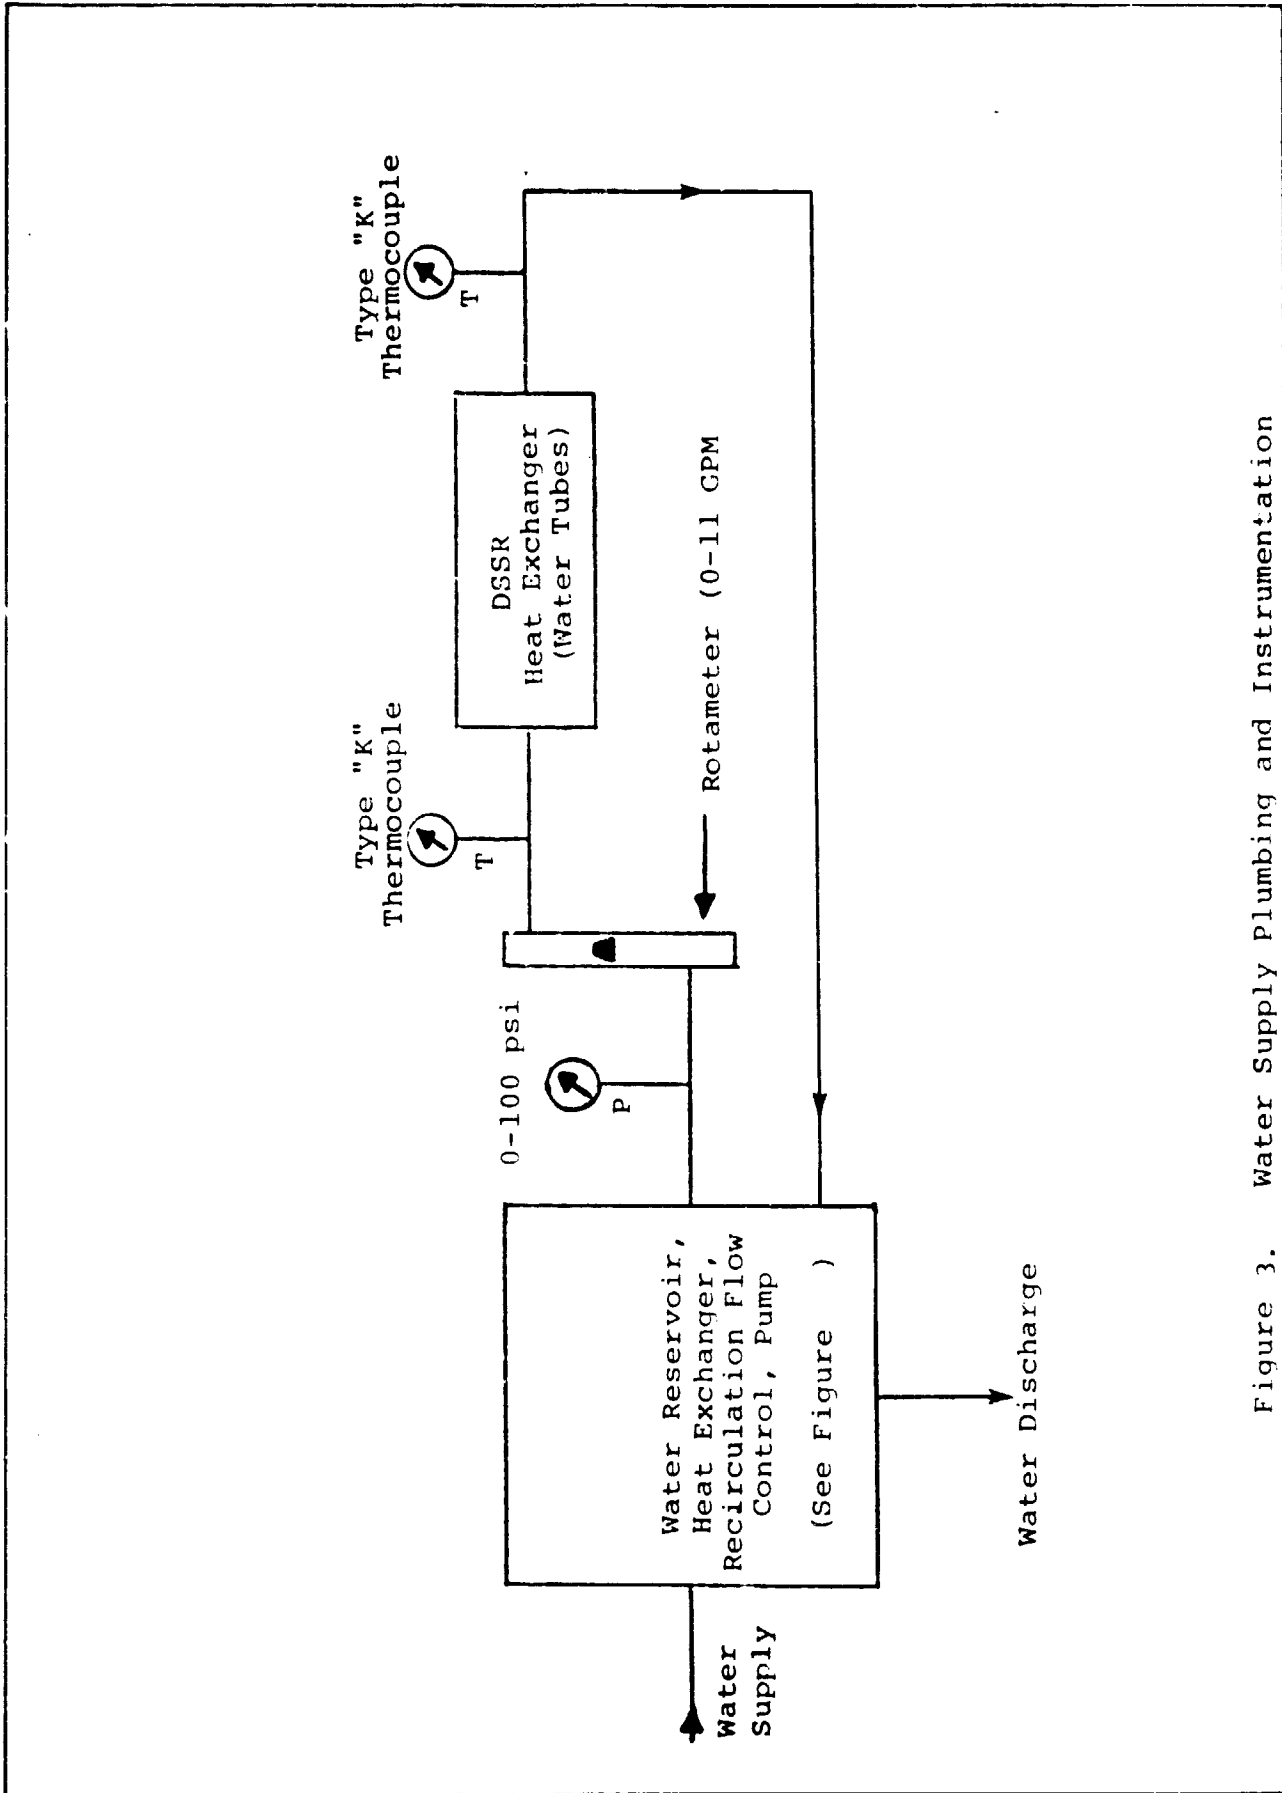 Type "K"
Thermocouple
T
Type "K"
Thermocouple
T
0-100 psi
P
DSSR
Heat Exchanger
(Water Tubes)
Rotameter (0-11 GPM
Water Reservoir,
Heat Exchanger,
Recirculation Flow
Control, Pump
(See Figure )
Water
Supply
Water Discharge
Figure 3. Water Supply Plumbing and Instrumentation